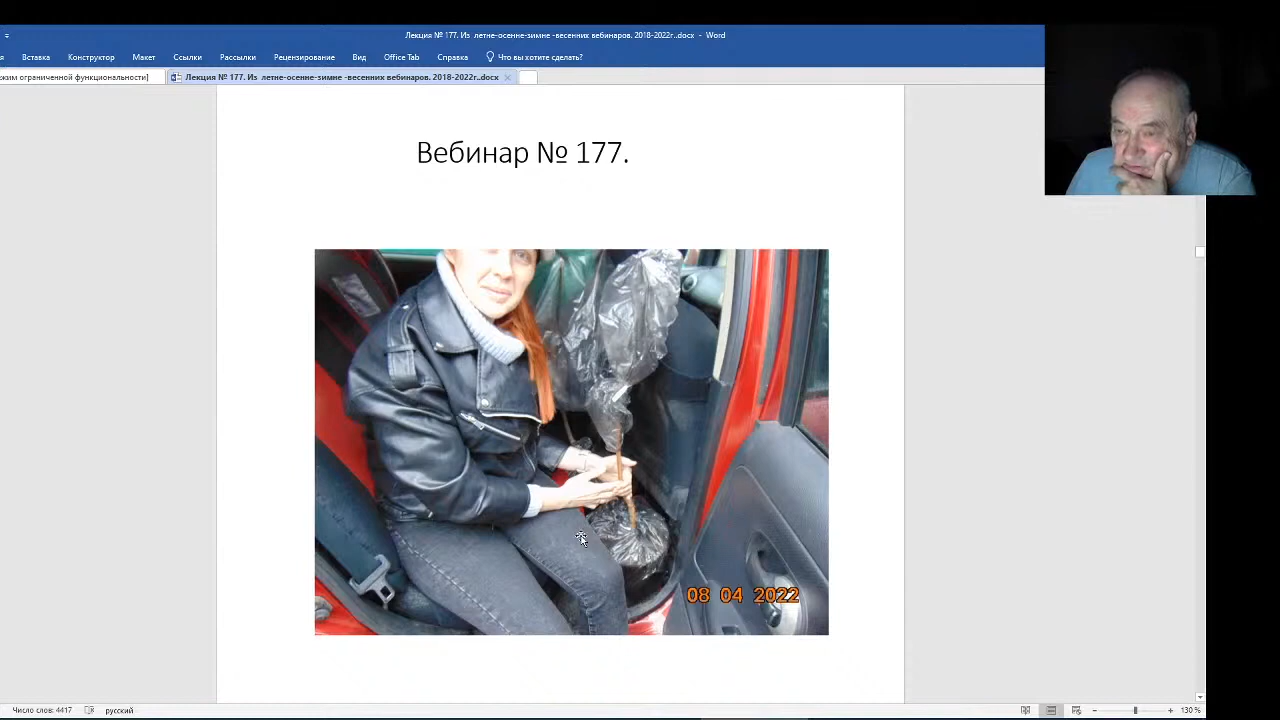 Лекция № 177. Из летне-осенне-зимне -весенних вебинаров. 2018-2022г..docx - Word
Вставка Конструктор Макет Ссылки Рассылки Рецензирование Вид Office Tab Справка Что вы хотите сделать?
жим ограниченной функциональности] Лекция № 177. Из летне-осенне-зимне -весенних вебинаров. 2018-2022г..docx
Вебинар № 177.
08 04 2022
Число слов: 4417 русский 130 %